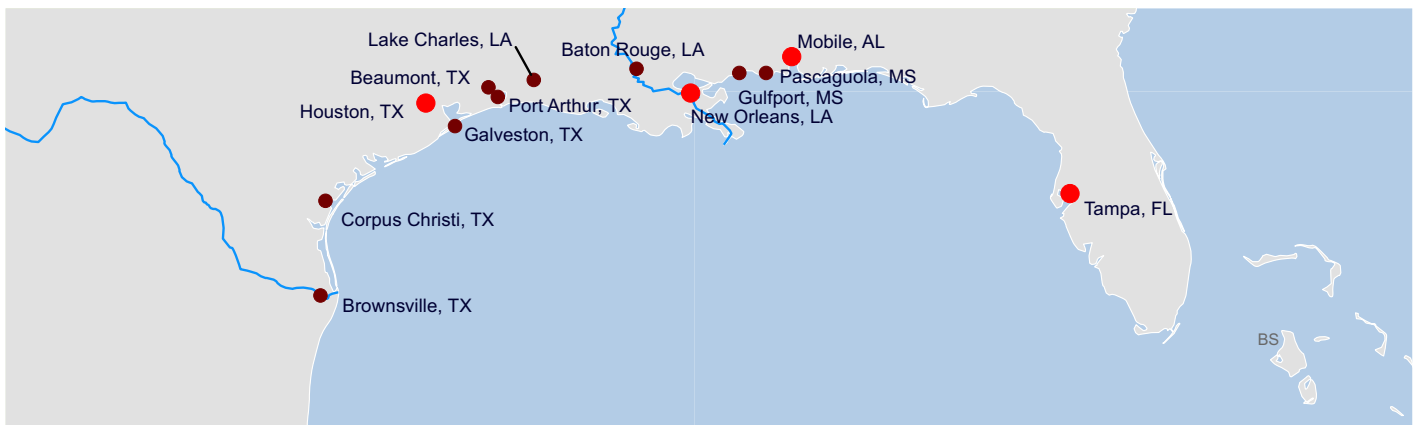 Lake Charles, LA
Baton Rouge, LA
Mobile, AL
Beaumont, TX
Pascaguola, MS
Houston, TX
Port Arthur, TX
Gulfport, MS
New Orleans, LA
Galveston, TX
Tampa, FL
Corpus Christi, TX
Brownsville, TX
BS